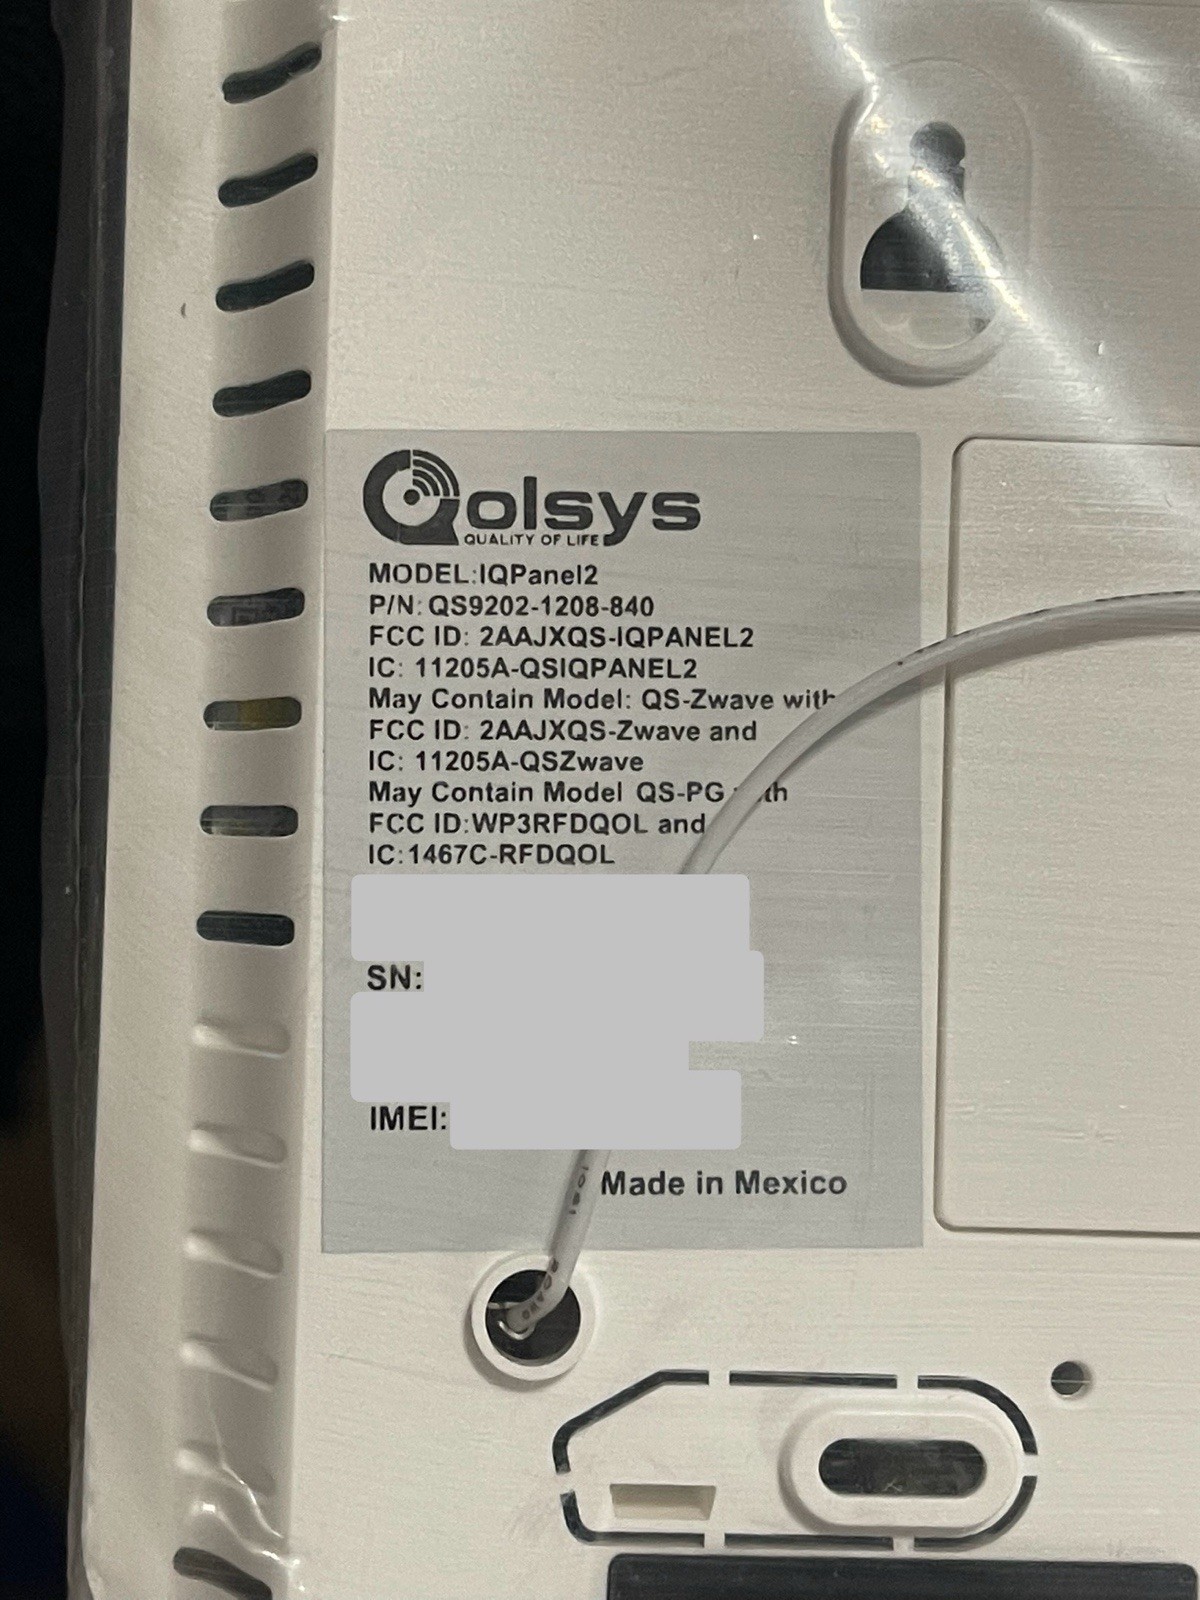 Qolsys
QUALITY OF LIFE
MODEL:IQPanel2
P/N: QS9202-1208-840
FCC ID: 2AAJXQS-IQPANEL2
IC: 11205A-QSIQPANEL2
May Contain Model: QS-Zwave with
FCC ID: 2AAJXQS-Zwave and
IC: 11205A-QSZwave
May Contain Model QS-PG with
FCC ID:WP3RFDQOL and
IC:1467C-RFDQOL
SN:
IMEI:
Made in Mexico